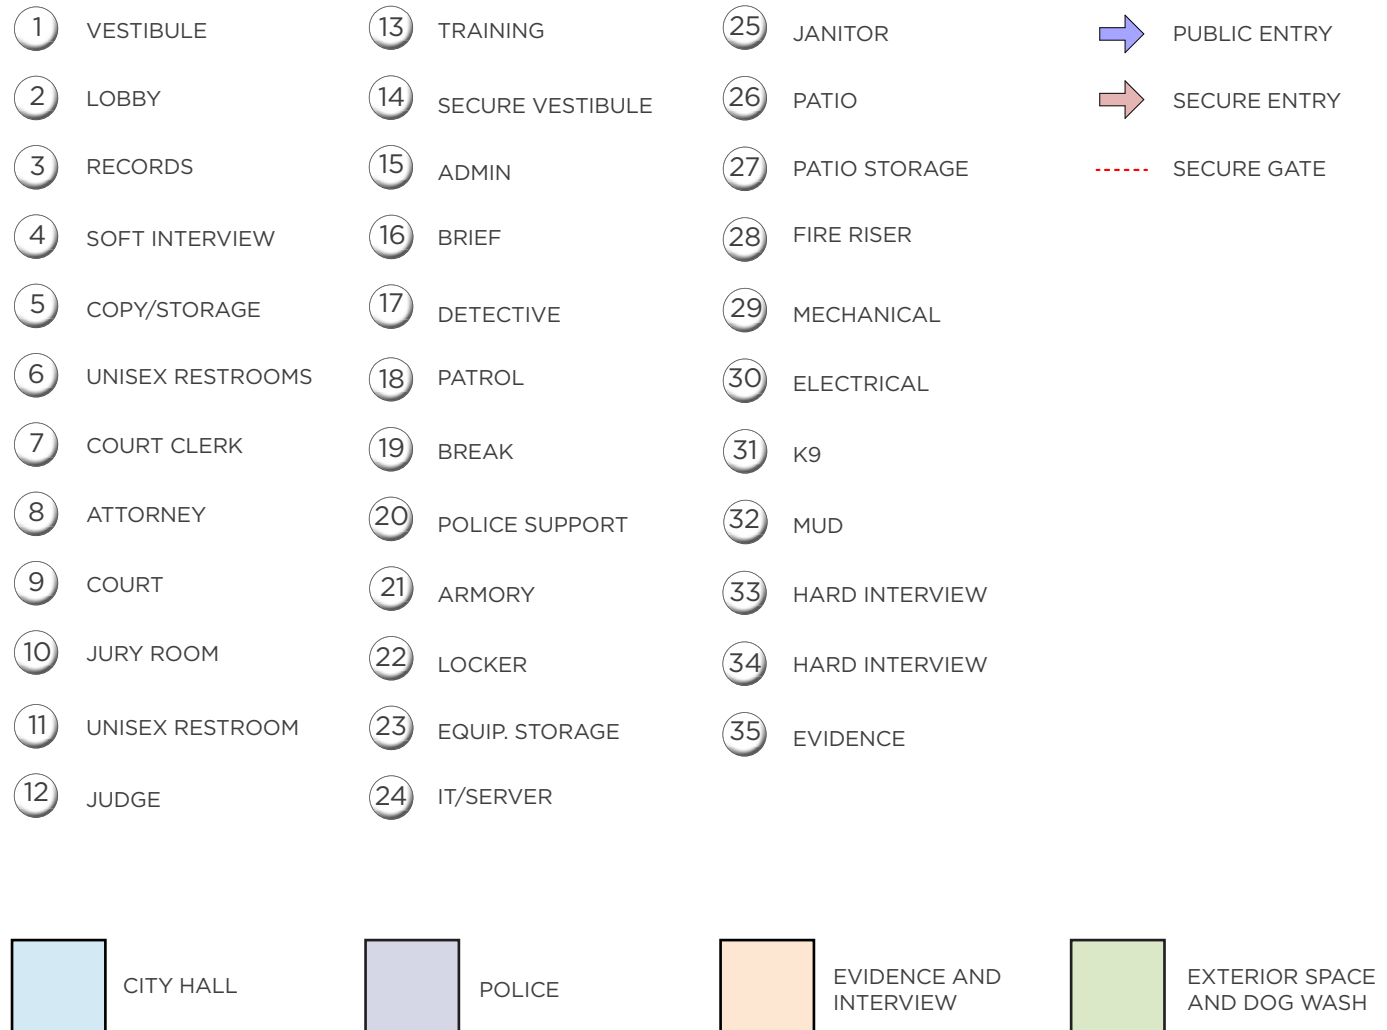 1 VESTIBULE
2 LOBBY
3 RECORDS
4 SOFT INTERVIEW
5 COPY/STORAGE
6 UNISEX RESTROOMS
7 COURT CLERK
8 ATTORNEY
9 COURT
10 JURY ROOM
11 UNISEX RESTROOM
12 JUDGE
13 TRAINING
14 SECURE VESTIBULE
15 ADMIN
16 BRIEF
17 DETECTIVE
18 PATROL
19 BREAK
20 POLICE SUPPORT
21 ARMORY
22 LOCKER
23 EQUIP. STORAGE
24 IT/SERVER
25 JANITOR
26 PATIO
27 PATIO STORAGE
28 FIRE RISER
29 MECHANICAL
30 ELECTRICAL
31 K9
32 MUD
33 HARD INTERVIEW
34 HARD INTERVIEW
35 EVIDENCE
PUBLIC ENTRY
SECURE ENTRY
SECURE GATE
CITY HALL
POLICE
EVIDENCE AND
INTERVIEW
EXTERIOR SPACE
AND DOG WASH